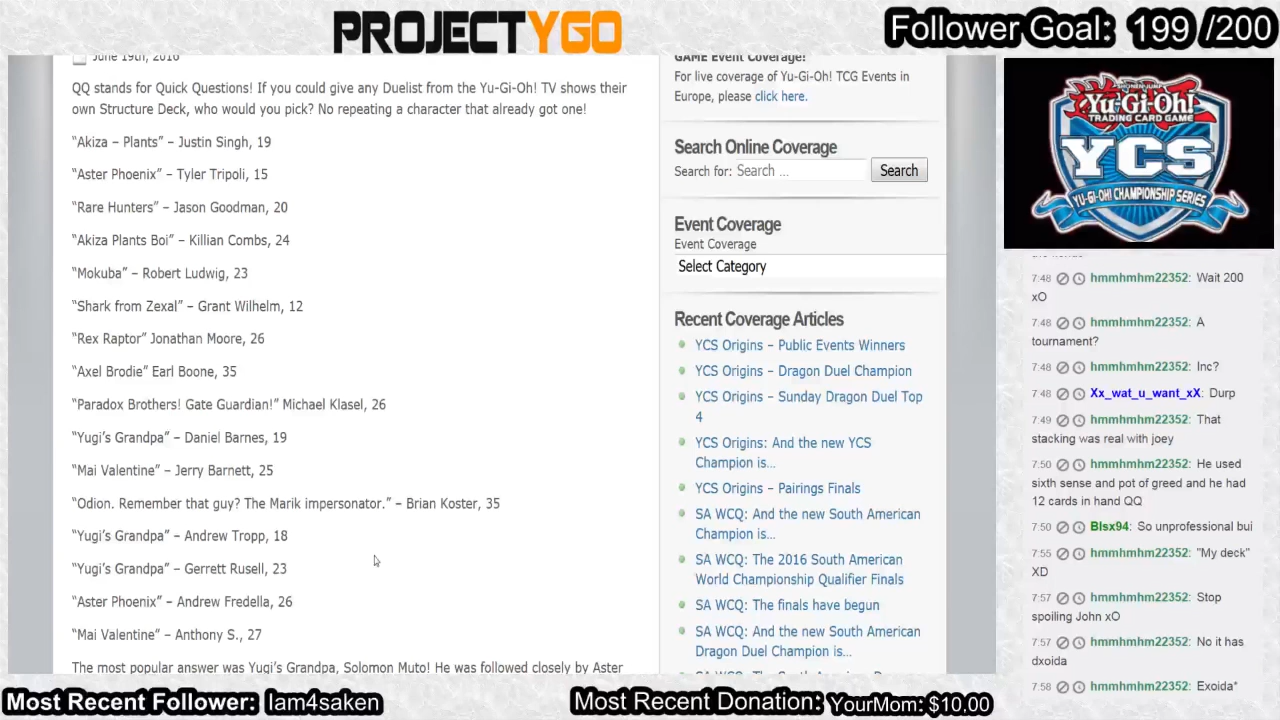 PROJECTYGO
Follower Goal: 199 /200
June 19th, 2016
QQ stands for Quick Questions! If you could give any Duelist from the Yu-Gi-Oh! TV shows their
own Structure Deck, who would you pick? No repeating a character that already got one!
“Akiza – Plants” – Justin Singh, 19
“Aster Phoenix” – Tyler Tripoli, 15
“Rare Hunters” – Jason Goodman, 20
“Akiza Plants Boi” – Killian Combs, 24
“Mokuba” – Robert Ludwig, 23
“Shark from Zexal” – Grant Wilhelm, 12
“Rex Raptor” Jonathan Moore, 26
“Axel Brodie” Earl Boone, 35
“Paradox Brothers! Gate Guardian!” Michael Klasel, 26
“Yugi’s Grandpa” – Daniel Barnes, 19
“Mai Valentine” – Jerry Barnett, 25
“Odion. Remember that guy? The Marik impersonator.” – Brian Koster, 35
“Yugi’s Grandpa” – Andrew Tropp, 18
“Yugi’s Grandpa” – Gerrett Rusell, 23
“Aster Phoenix” – Andrew Fredella, 26
“Mai Valentine” – Anthony S., 27
The most popular answer was Yugi’s Grandpa, Solomon Muto! He was followed closely by Aster
GAME Event Coverage!
For live coverage of Yu-Gi-Oh! TCG Events in
Europe, please click here.
Search Online Coverage
Search for: Search ... Search
Event Coverage
Event Coverage
Select Category
Recent Coverage Articles
YCS Origins – Public Events Winners
YCS Origins – Dragon Duel Champion
YCS Origins – Sunday Dragon Duel Top
4
YCS Origins: And the new YCS
Champion is...
YCS Origins – Pairings Finals
SA WCQ: And the new South American
Champion is...
SA WCQ: The 2016 South American
World Championship Qualifier Finals
SA WCQ: The finals have begun
SA WCQ: And the new South American
Dragon Duel Champion is...
SHONEN JUMP
Yu-Gi-Oh!
TRADING CARD GAME
YCS
YU-GI-OH! CHAMPIONSHIP SERIES
7:48 hmmhmhm22352: Wait 200
xO
7:48 hmmhmhm22352: A
tournament?
7:48 hmmhmhm22352: Inc?
7:48 Xx_wat_u_want_xX: Durp
7:49 hmmhmhm22352: That
stacking was real with joey
7:50 hmmhmhm22352: He used
sixth sense and pot of greed and he had
12 cards in hand QQ
7:50 Blsx94: So unprofessional bui
7:55 hmmhmhm22352: "My deck"
XD
7:57 hmmhmhm22352: Stop
spoiling John xO
7:57 hmmhmhm22352: No it has
dxoida
7:58 hmmhmhm22352: Exoida*
Most Recent Follower: Iam4saken
Most Recent Donation: YourMom: $10.00